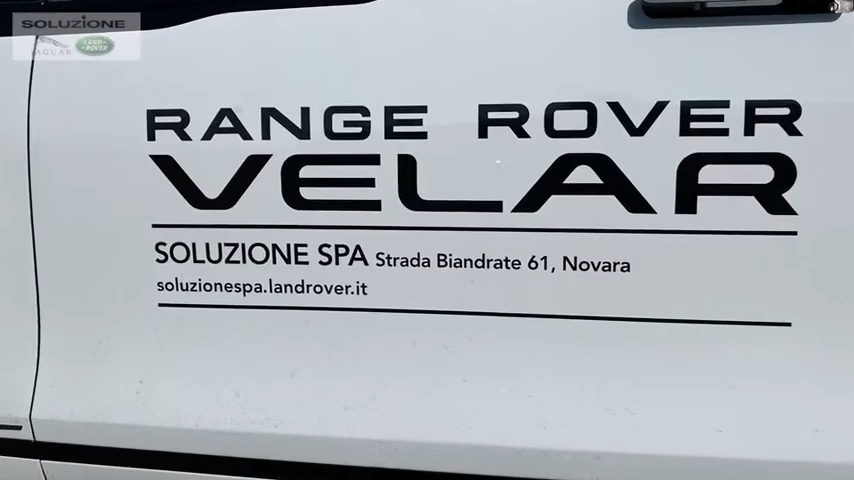 SOLUZIONE
JAGUAR
LAND-ROVER
RANGE ROVER
VELAR
SOLUZIONE SPA Strada Biandrate 61, Novara
soluzionespa.landrover.it